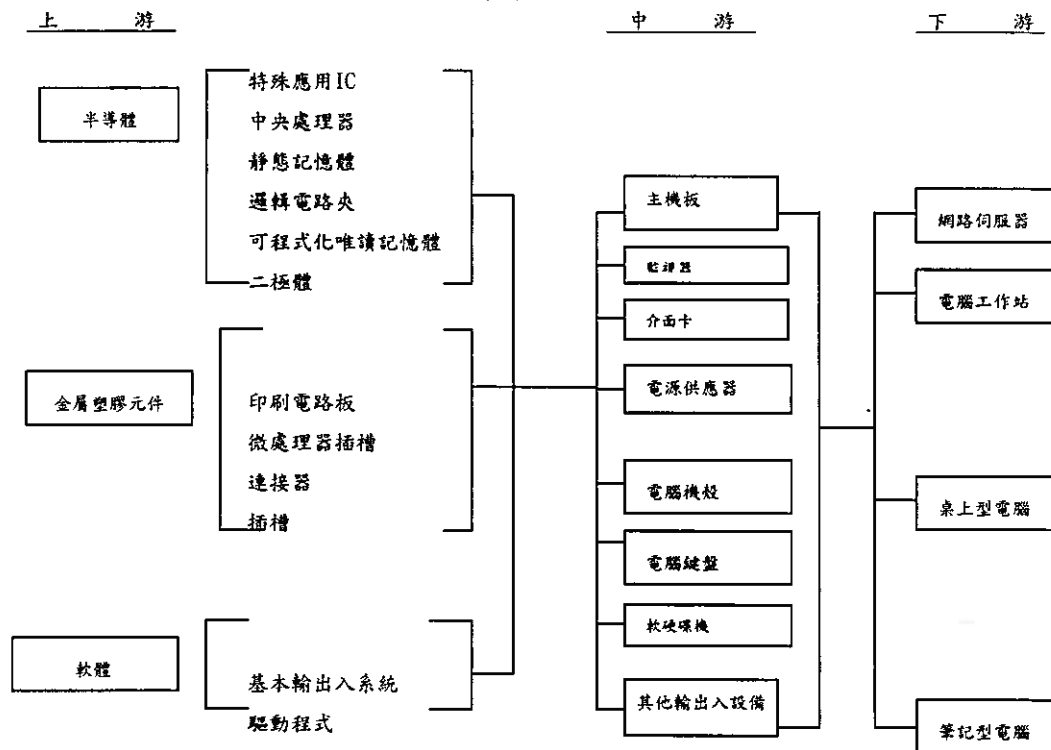 上 游
中 游
下 游
半導體
特殊應用IC
中央處理器
靜態記憶體
邏輯電路夾
可程式化唯讀記憶體
二極體
金屬塑膠元件
印刷電路板
微處理器插槽
連接器
插槽
軟體
基本輸出入系統
驅動程式
主機板
監視器
介面卡
電源供應器
電腦機殼
電腦鍵盤
軟硬碟機
其他輸出入設備
網路伺服器
電腦工作站
桌上型電腦
筆記型電腦